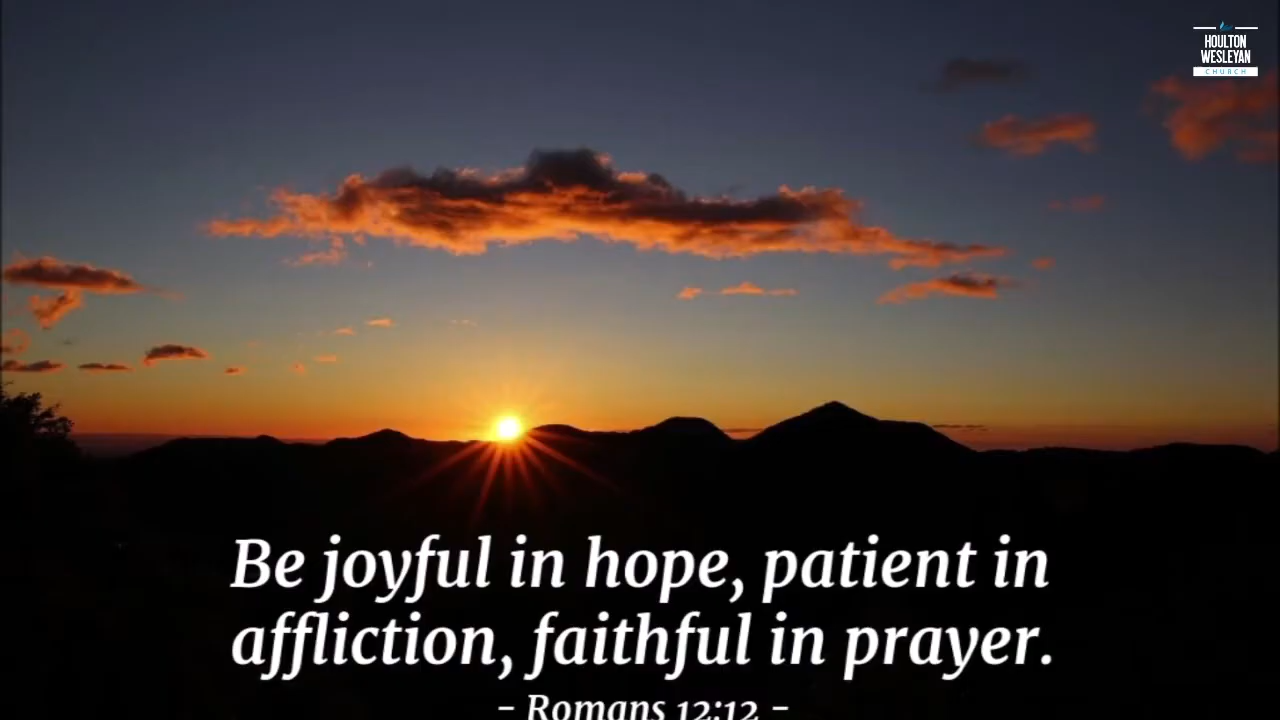 HOULTON
WESLEYAN
CHURCH
Be joyful in hope, patient in
affliction, faithful in prayer.
- Romans 12:12 -